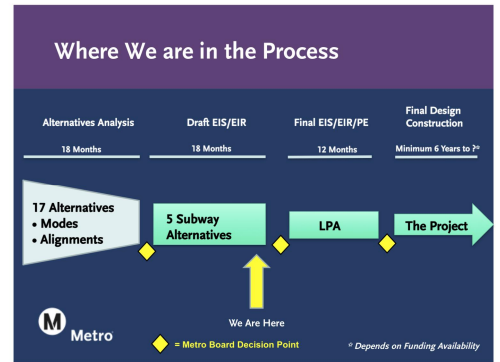 Where We are in the Process
Alternatives Analysis
18 Months
Draft EIS/EIR
18 Months
Final EIS/EIR/PE
12 Months
Final Design
Construction
Minimum 6 Years to ?*
17 Alternatives
• Modes
• Alignments
5 Subway
Alternatives
LPA
The Project
We Are Here
M
Metro
= Metro Board Decision Point
* Depends on Funding Availability